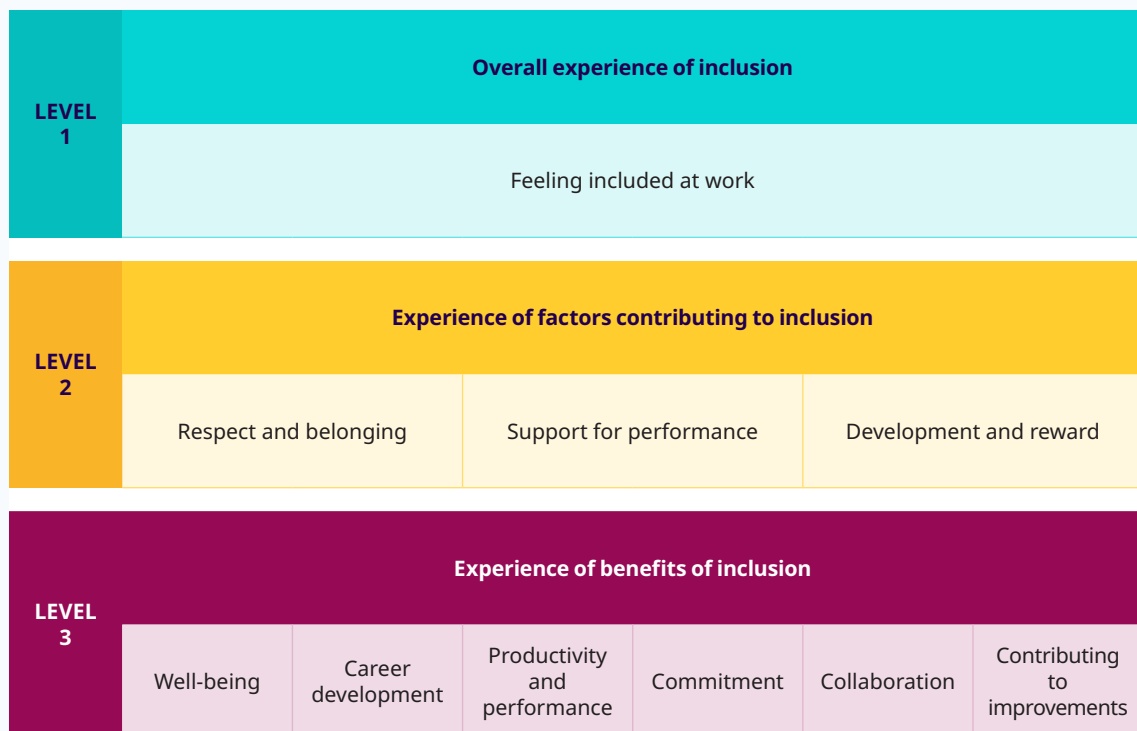 LEVEL
1
Overall experience of inclusion
Feeling included at work
LEVEL
2
Experience of factors contributing to inclusion
Respect and belonging
Support for performance
Development and reward
LEVEL
3
Experience of benefits of inclusion
Well-being
Career
development
Productivity
and
performance
Commitment
Collaboration
Contributing
to
improvements